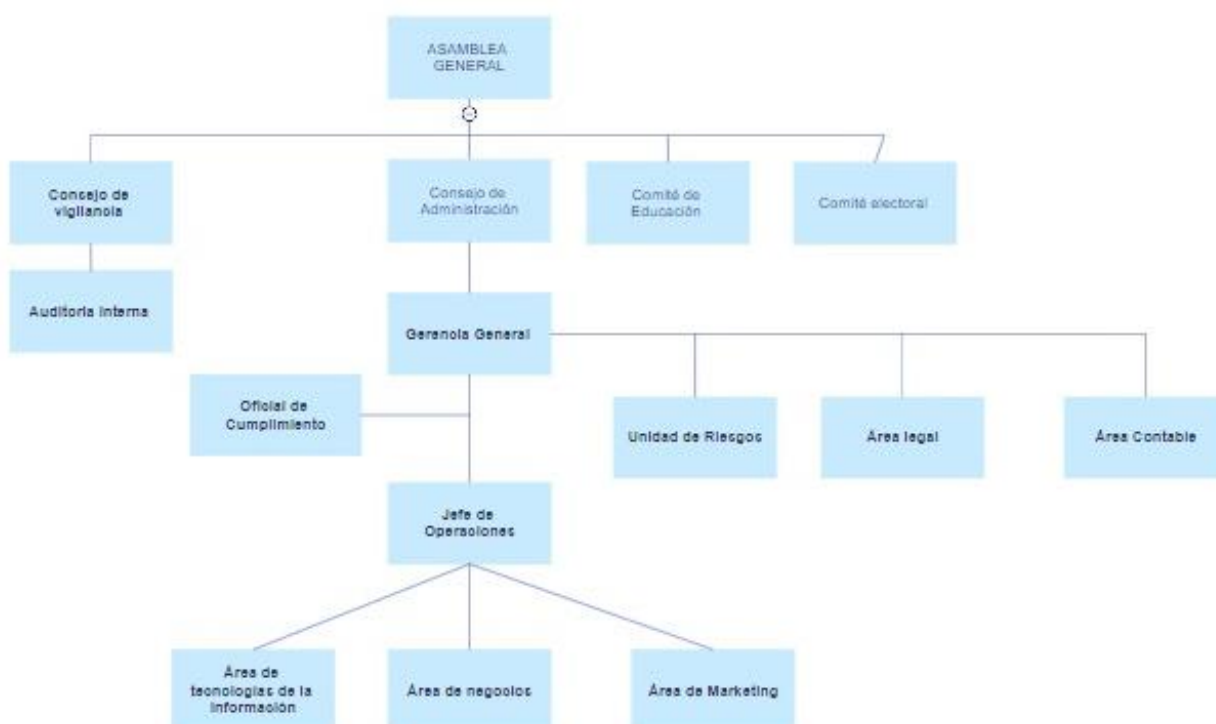 ASAMBLEA
GENERAL
Consejo de
vigilancia
Consejo de
Administración
Comité de
Educación
Comité electoral
Auditoria Interna
Gerencia General
Oficial de
Cumplimiento
Unidad de Riesgos
Área legal
Área Contable
Jefe de
Operaciones
Área de
tecnologías de la
información
Área de negocios
Área de Marketing